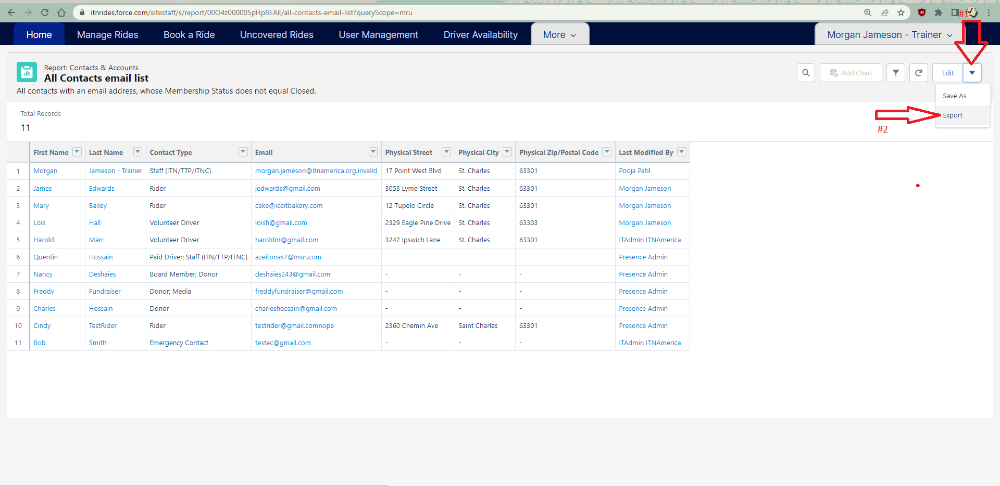 itnrides.force.com/sitestaff/s/report/00O4z000005pHp8EAE/all-contacts-email-list?queryScope=mru
#1
Home Manage Rides Book a Ride Uncovered Rides User Management Driver Availability More Morgan Jameson - Trainer
Report: Contacts & Accounts
All Contacts email list
All contacts with an email address, whose Membership Status does not equal Closed.
Add Chart Edit
Save As
Export
#2
Total Records
11
First Name Last Name Contact Type Email Physical Street Physical City Physical Zip/Postal Code Last Modified By
1 Morgan Jameson - Trainer Staff (ITN/TTP/ITNC) morgan.jameson@itnamerica.org.invalid 17 Point West Blvd St. Charles 63301 Pooja Patil
2 James Edwards Rider jedwards@gmail.com 3053 Lyme Street St. Charles 63301 Morgan Jameson
3 Mary Bailey Rider cake@iceitbakery.com 12 Tupelo Circle St. Charles 63301 Morgan Jameson
4 Lois Hall Volunteer Driver loish@gmail.com 2329 Eagle Pine Drive St. Charles 63303 Morgan Jameson
5 Harold Marr Volunteer Driver haroldm@gmail.com 3242 Ipswich Lane St. Charles 63301 ITAdmin ITNAmerica
6 Quentin Hossain Paid Driver; Staff (ITN/TTP/ITNC) azeitonas7@msn.com - - - Presence Admin
7 Nancy Deshaies Board Member; Donor deshaies243@gmail.com - - - Presence Admin
8 Freddy Fundraiser Donor; Media freddyfundraiser@gmail.com - - - Presence Admin
9 Charles Hossain Donor charleshossain@gmail.com - - - Presence Admin
10 Cindy TestRider Rider testrider@gmail.comnope 2360 Chemin Ave Saint Charles 63301 Presence Admin
11 Bob Smith Emergency Contact testec@gmail.com - - - ITAdmin ITNAmerica